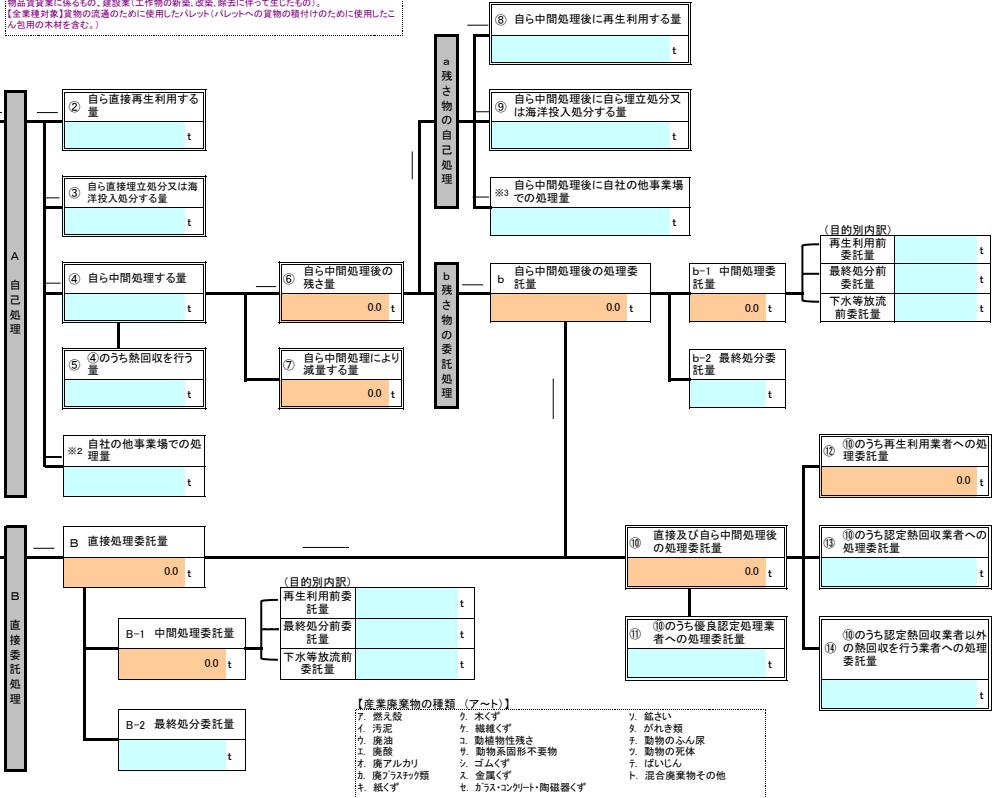 物品賃貸業に係るもの、建設業(工作物の新築、改築、除去に伴って生じたもの)。
【全業種対象】貨物の流通のために使用したパレット(パレットへの貨物の積付けのために使用したこ
ん包用の木材を含む。)
⑧ 自ら中間処理後に再生利用する量
t
a 残さ物の自己処理
② 自ら直接再生利用する
量
t
⑨ 自ら中間処理後に自ら埋立処分又
は海洋投入処分する量
t
③ 自ら直接埋立処分又は海
洋投入処分する量
t
※3 自ら中間処理後に自社の他事業場
での処理量
t
A 自己処理
④ 自ら中間処理する量
t
⑥ 自ら中間処理後の
残さ量
0.0 t
b 残さ物の委託処理
b 自ら中間処理後の処理委
託量
0.0 t
b-1 中間処理委
託量
0.0 t
(目的別内訳)
再生利用前
委託量
t
最終処分前
委託量
t
下水等放流
前委託量
t
⑤ ④のうち熱回収を行う
量
t
⑦ 自ら中間処理により
減量する量
0.0 t
b-2 最終処分委
託量
t
※2 自社の他事業場での処
理量
t
⑫ ⑩のうち再生利用業者への処
理委託量
0.0 t
B 直接委託処理
B 直接処理委託量
0.0 t
⑩ 直接及び自ら中間処理後
の処理委託量
0.0 t
⑬ ⑩のうち認定熱回収業者への
処理委託量
t
(目的別内訳)
再生利用前委
託量
t
最終処分前委
託量
t
下水等放流前
委託量
t
B-1 中間処理委託量
0.0 t
⑪ ⑩のうち優良認定処理業
者への処理委託量
t
⑭ ⑩のうち認定熱回収業者以外
の熱回収を行う業者への処理
委託量
t
B-2 最終処分委託量
t
【産業廃棄物の種類 (ア~ト)】
ア. 燃え殻 ク. 木くず ソ. 鉱さい
イ. 汚泥 ケ. 繊維くず タ. がれき類
ウ. 廃油 コ. 動植物性残さ チ. 動物のふん尿
エ. 廃酸 サ. 動物系固形不要物 ツ. 動物の死体
オ. 廃アルカリ シ. ゴムくず テ. ばいじん
カ. 廃プラスチック類 ス. 金属くず ト. 混合廃棄物その他
キ. 紙くず セ. ガラス・コンクリート・陶磁器くず